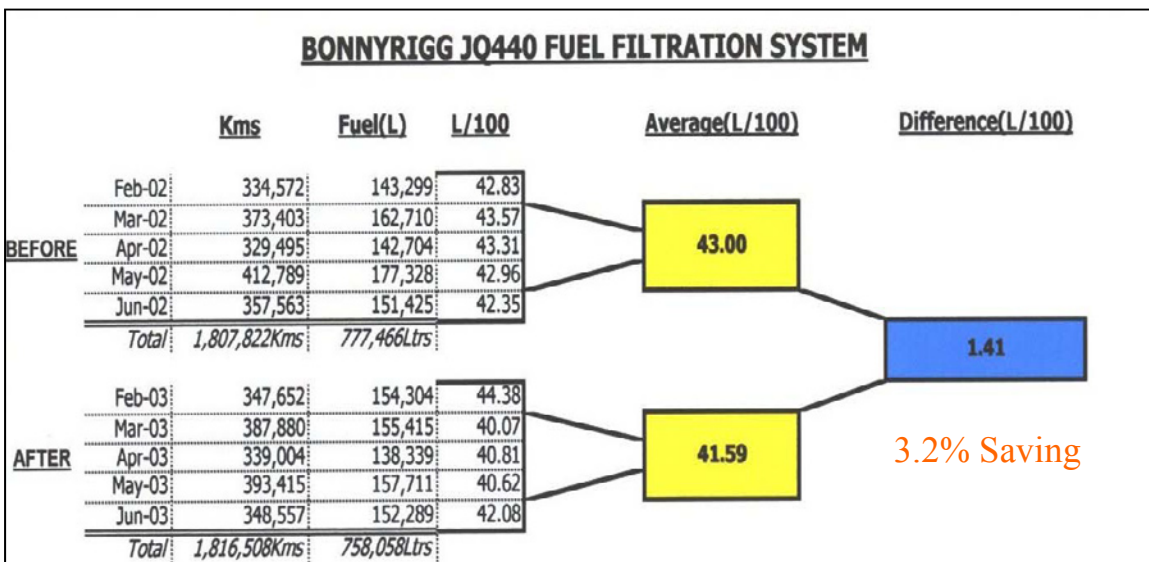 BONNYRIGG JQ440 FUEL FILTRATION SYSTEM
Kms Fuel(L) L/100 Average(L/100) Difference(L/100)
Feb-02 334,572 143,299 42.83
Mar-02 373,403 162,710 43.57
BEFORE Apr-02 329,495 142,704 43.31 43.00
May-02 412,789 177,328 42.96
Jun-02 357,563 151,425 42.35
Total 1,807,822Kms 777,466Ltrs
1.41
Feb-03 347,652 154,304 44.38
Mar-03 387,880 155,415 40.07
AFTER Apr-03 339,004 138,339 40.81 41.59 3.2% Saving
May-03 393,415 157,711 40.62
Jun-03 348,557 152,289 42.08
Total 1,816,508Kms 758,058Ltrs